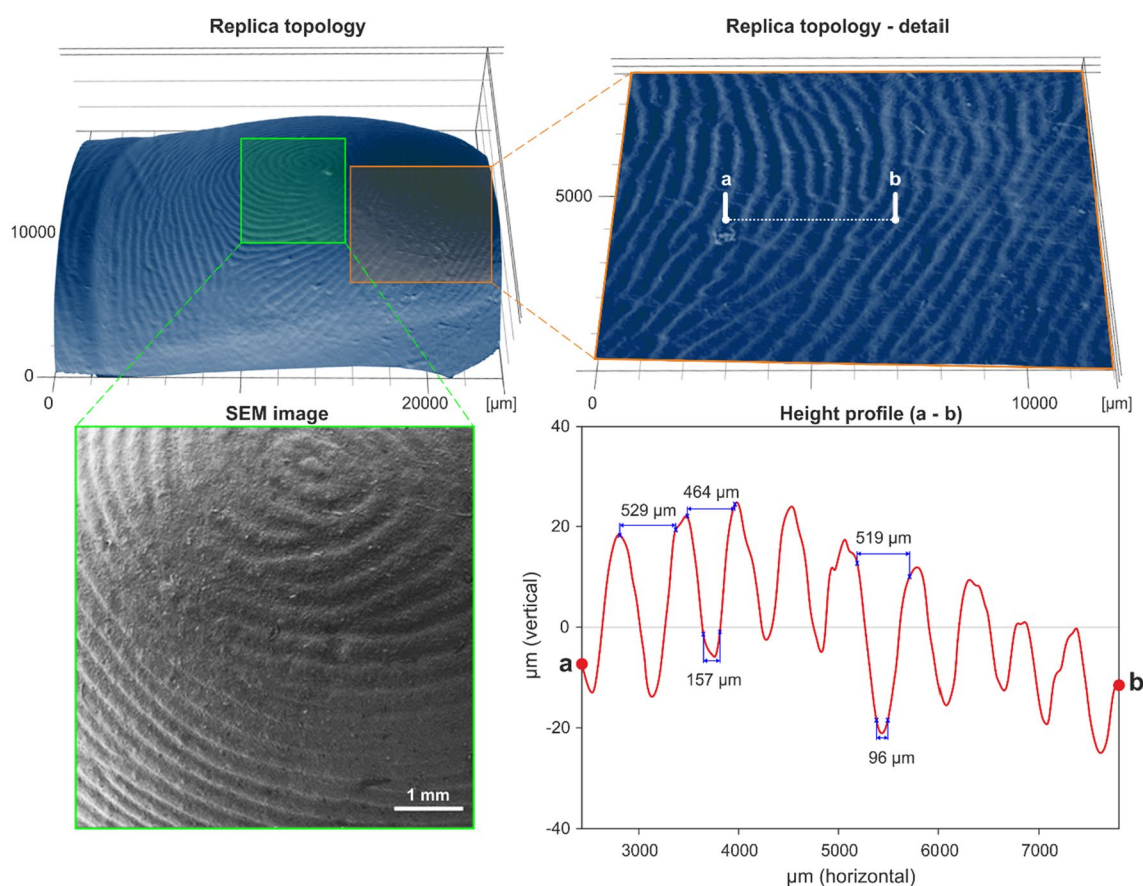 Replica topology
10000
0
0
20000
[µm]
Replica topology - detail
a
b
5000
0
10000
[µm]
SEM image
1 mm
Height profile (a - b)
40
20
0
-20
-40
µm (vertical)
529 µm
464 µm
519 µm
157 µm
96 µm
a
b
3000
4000
5000
6000
7000
µm (horizontal)